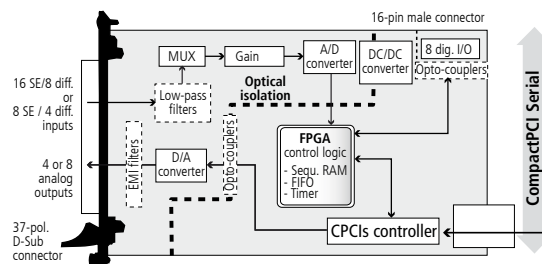 16-pin male connector
MUX
Gain
A/D
converter
DC/DC
converter
8 dig. I/O
Opto-couplers
16 SE/8 diff.
or
8 SE / 4 diff.
inputs
Low-pass
filters
Optical
isolation
CompactPCI Serial
FPGA
control logic
- Sequ. RAM
- FIFO
- Timer
EMI filters
D/A
converter
Opto-couplers
4 or 8
analog
outputs
37-pol.
D-Sub
connector
CPCIs controller